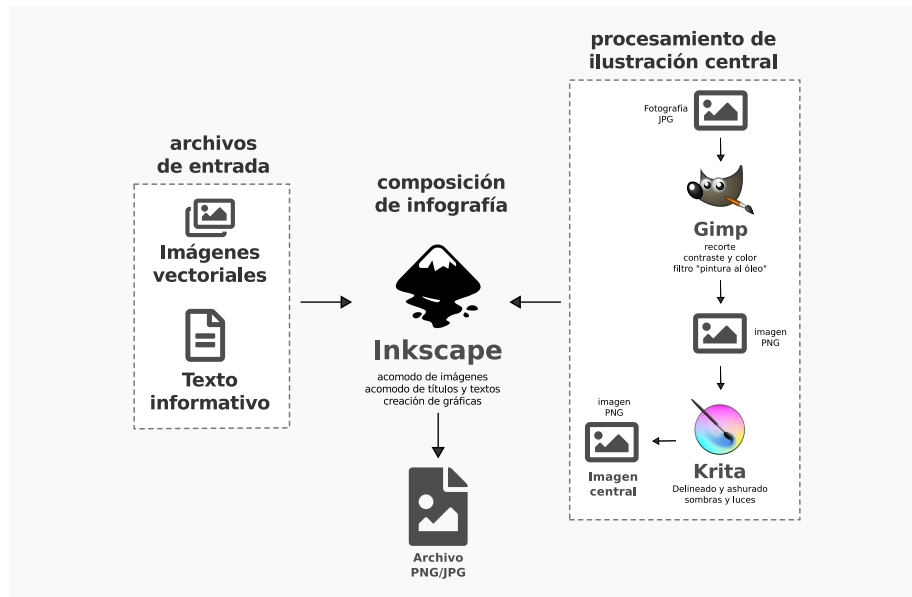 archivos
de entrada
Imágenes
vectoriales
Texto
informativo
composición
de infografía
Inkscape
acomodo de imágenes
acomodo de títulos y textos
creación de gráficas
Archivo
PNG/JPG
procesamiento de
ilustración central
Fotografia
JPG
Gimp
recorte
contraste y color
filtro "pintura al óleo"
imagen
PNG
Krita
Delineado y ashurado
sombras y luces
imagen
PNG
Imagen
central